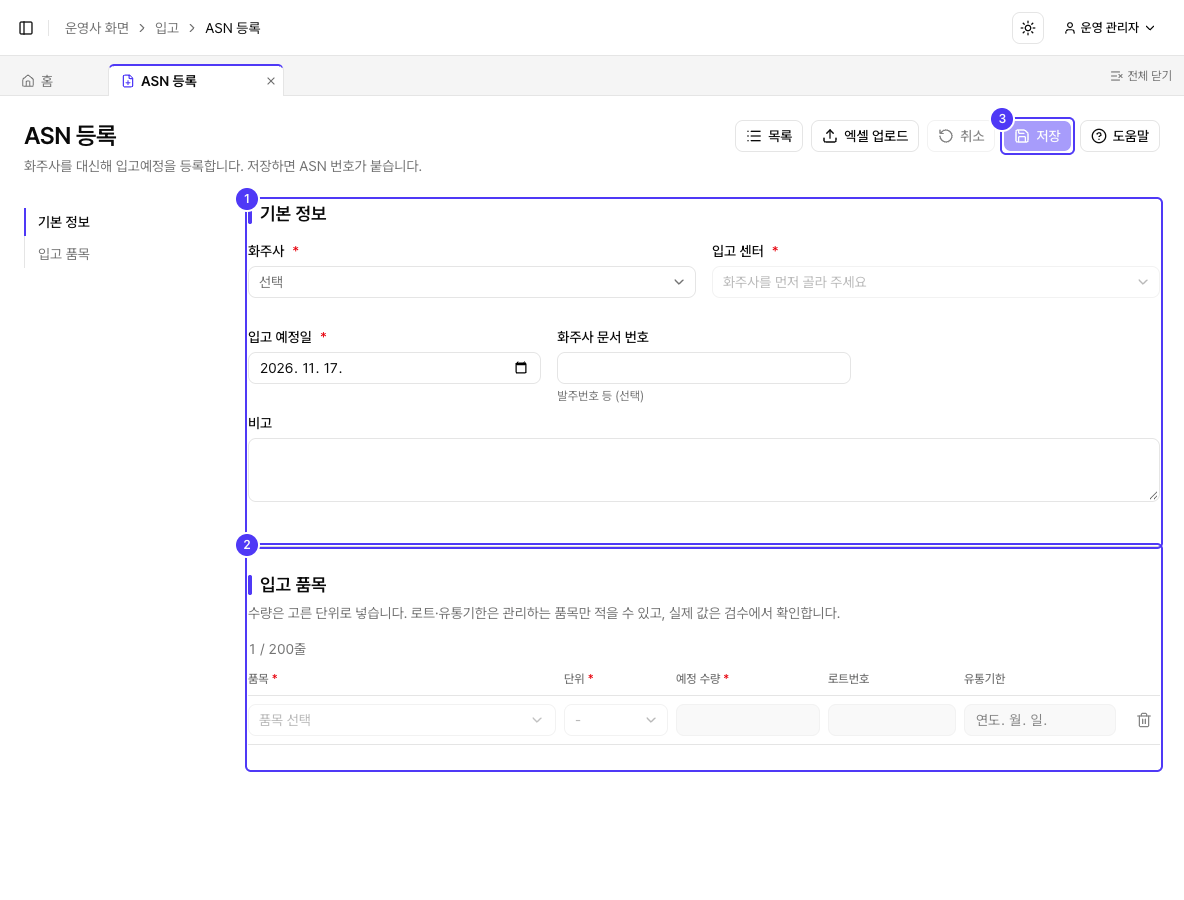 운영사 화면 > 입고 > ASN 등록
운영 관리자
홈
ASN 등록
전체 닫기
ASN 등록
목록
엑셀 업로드
취소
3
저장
도움말
화주사를 대신해 입고예정을 등록합니다. 저장하면 ASN 번호가 붙습니다.
기본 정보
입고 품목
1
기본 정보
화주사 *
입고 센터 *
선택
화주사를 먼저 골라 주세요
입고 예정일 *
화주사 문서 번호
2026. 11. 17.
발주번호 등 (선택)
비고
2
입고 품목
수량은 고른 단위로 넣습니다. 로트·유통기한은 관리하는 품목만 적을 수 있고, 실제 값은 검수에서 확인합니다.
1 / 200줄
품목 * 단위 * 예정 수량 * 로트번호 유통기한
품목 선택 - 연도. 월. 일.